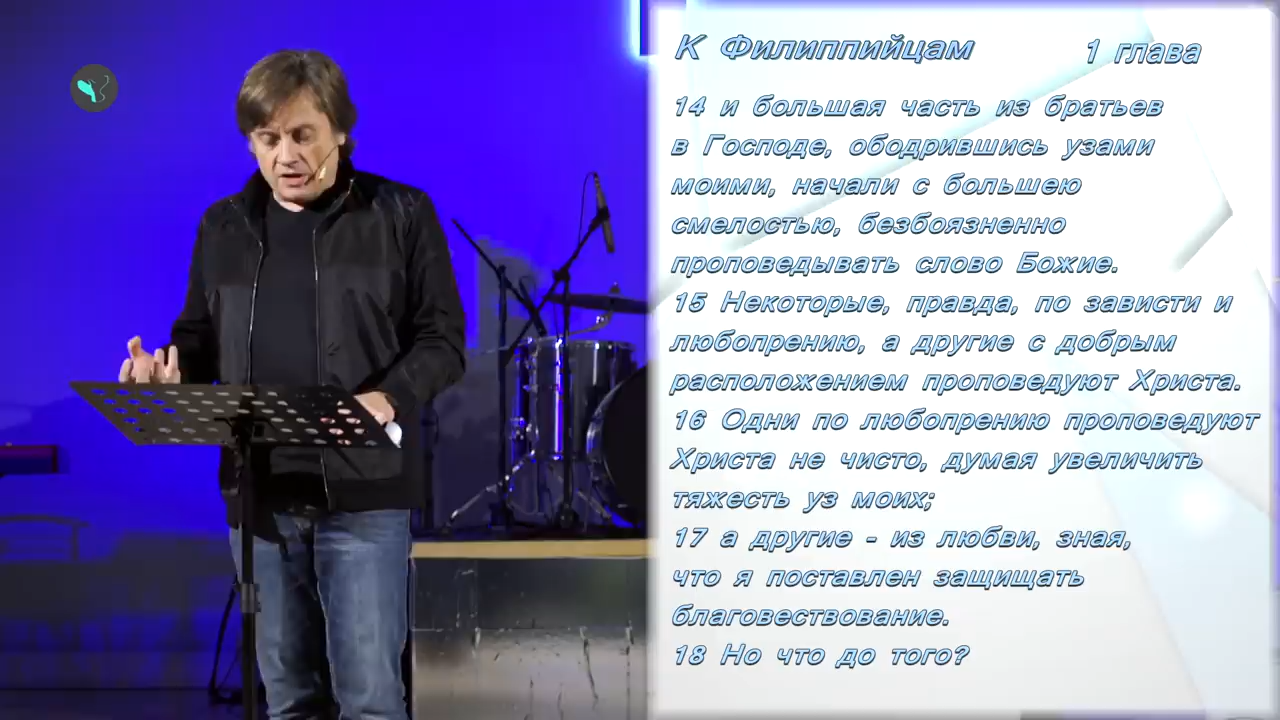 К Филиппийцам 1 глава
14 и большая часть из братьев
в Господе, ободрившись узами
моими, начали с большею
смелостью, безбоязненно
проповедывать слово Божие.
15 Некоторые, правда, по зависти и
любопрению, а другие с добрым
расположением проповедуют Христа.
16 Одни по любопрению проповедуют
Христа не чисто, думая увеличить
тяжесть уз моих;
17 а другие - из любви, зная,
что я поставлен защищать
благовествование.
18 Но что до того?